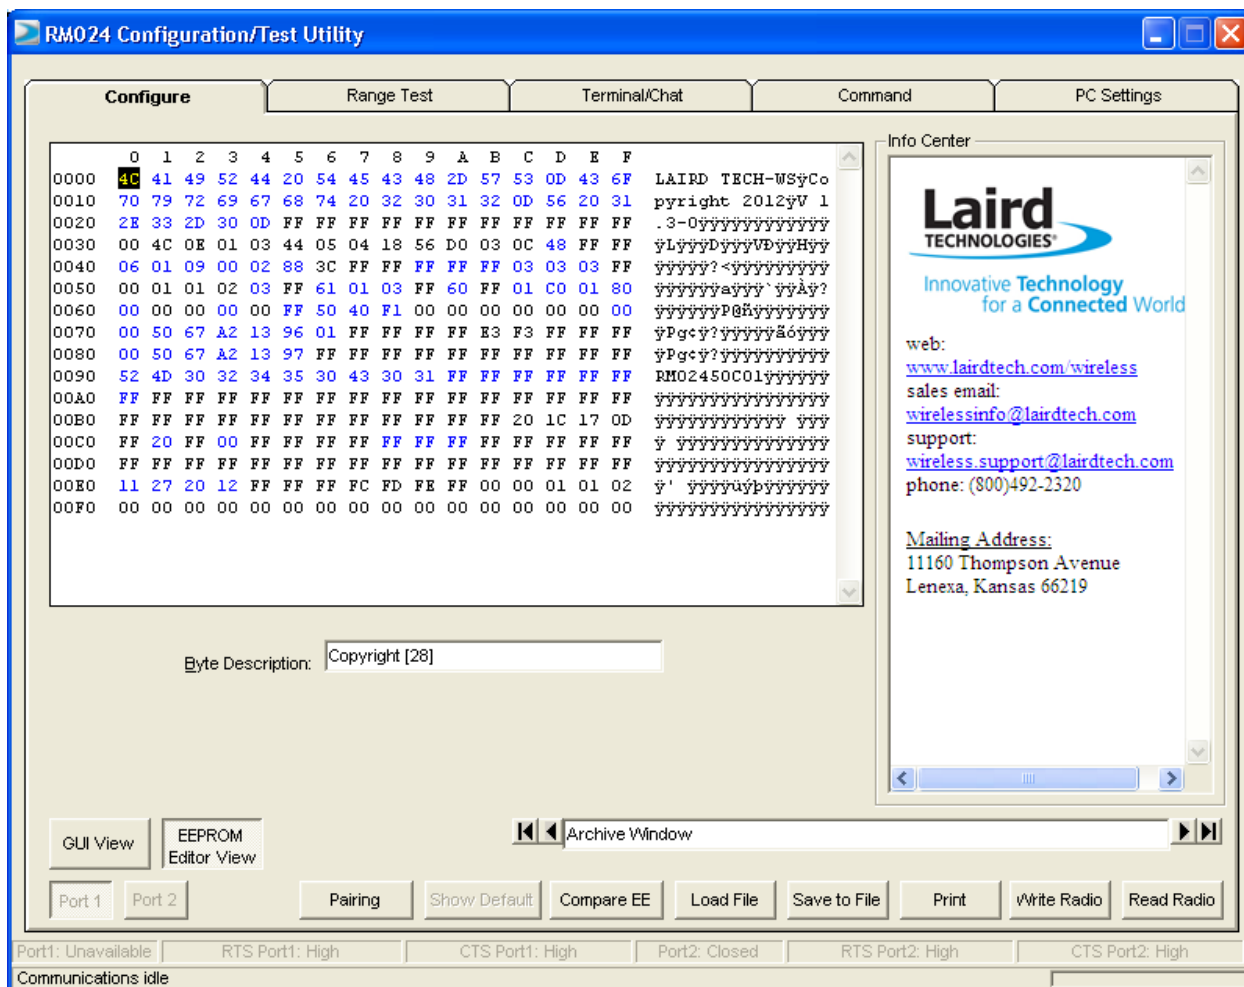 RM024 Configuration/Test Utility
Configure
Range Test
Terminal/Chat
Command
PC Settings
0 1 2 3 4 5 6 7 8 9 A B C D E F
0000 4C 41 49 52 44 20 54 45 43 48 2D 57 53 0D 43 6F LAIRD TECH-WSÿCo
0010 70 79 72 69 67 68 74 20 32 30 31 32 0D 56 20 31 pyright 2012ÿV 1
0020 2E 33 2D 30 0D FF FF FF FF FF FF FF FF FF FF FF .3-0ÿÿÿÿÿÿÿÿÿÿÿÿ
0030 00 4C 0E 01 03 44 05 04 18 56 D0 03 0C 48 FF FF ÿLÿÿÿDÿÿÿVÐÿÿHÿÿ
0040 06 01 09 00 02 88 3C FF FF FF FF FF 03 03 03 FF ÿÿÿÿÿ?<ÿÿÿÿÿÿÿÿÿ
0050 00 01 01 02 03 FF 61 01 03 FF 60 FF 01 C0 01 80 ÿÿÿÿÿÿaÿÿÿ`ÿÿÀÿ?
0060 00 00 00 00 00 FF 50 40 F1 00 00 00 00 00 00 00 ÿÿÿÿÿÿP@ñÿÿÿÿÿÿÿ
0070 00 50 67 A2 13 96 01 FF FF FF FF E3 F3 FF FF FF ÿPg¢ÿ?ÿÿÿÿÿãóÿÿÿ
0080 00 50 67 A2 13 97 FF FF FF FF FF FF FF FF FF FF ÿPg¢ÿ?ÿÿÿÿÿÿÿÿÿÿ
0090 52 4D 30 32 34 35 30 43 30 31 FF FF FF FF FF FF RM02450C01ÿÿÿÿÿÿ
00A0 FF FF FF FF FF FF FF FF FF FF FF FF FF FF FF FF ÿÿÿÿÿÿÿÿÿÿÿÿÿÿÿÿ
00B0 FF FF FF FF FF FF FF FF FF FF FF FF 20 1C 17 0D ÿÿÿÿÿÿÿÿÿÿÿÿ ÿÿÿ
00C0 FF 20 FF 00 FF FF FF FF FF FF FF FF FF FF FF FF ÿ ÿÿÿÿÿÿÿÿÿÿÿÿÿÿ
00D0 FF FF FF FF FF FF FF FF FF FF FF FF FF FF FF FF ÿÿÿÿÿÿÿÿÿÿÿÿÿÿÿÿ
00E0 11 27 20 12 FF FF FF FC FD FE FF 00 00 01 01 02 ÿ' ÿÿÿÿüýþÿÿÿÿÿÿ
00F0 00 00 00 00 00 00 00 00 00 00 00 00 00 00 00 00 ÿÿÿÿÿÿÿÿÿÿÿÿÿÿÿÿ
Byte Description: Copyright [28]
Info Center
Laird
TECHNOLOGIES®
Innovative Technology
for a Connected World
web:
www.lairdtech.com/wireless
sales email:
wirelessinfo@lairdtech.com
support:
wireless.support@lairdtech.com
phone: (800)492-2320
Mailing Address:
11160 Thompson Avenue
Lenexa, Kansas 66219
GUI View
EEPROM
Editor View
Archive Window
Port 1
Port 2
Pairing
Show Default
Compare EE
Load File
Save to File
Print
Write Radio
Read Radio
Port1: Unavailable
RTS Port1: High
CTS Port1: High
Port2: Closed
RTS Port2: High
CTS Port2: High
Communications idle